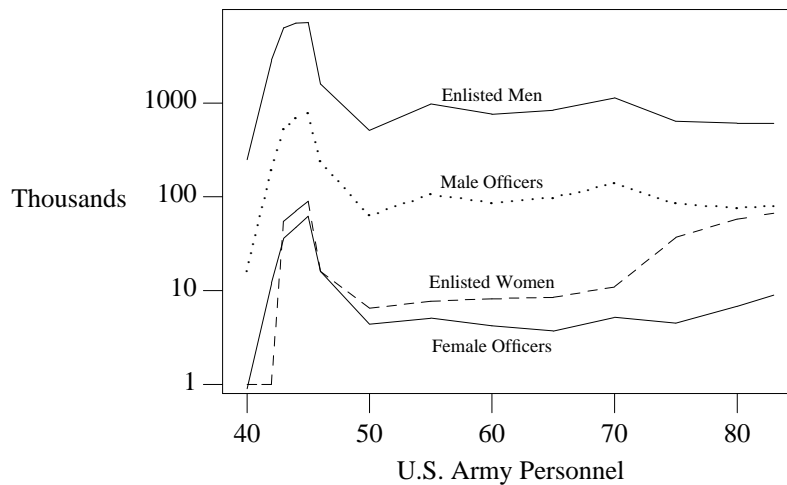 1000
100
10
1
Thousands
Enlisted Men
Male Officers
Enlisted Women
Female Officers
40 50 60 70 80
U.S. Army Personnel